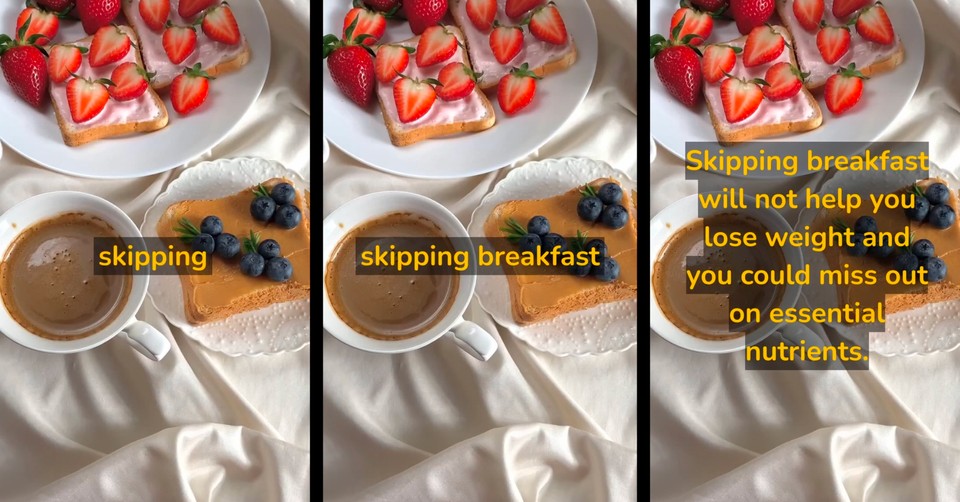 skipping
skipping breakfast
Skipping breakfast
will not help you
lose weight and
you could miss out
on essential
nutrients.